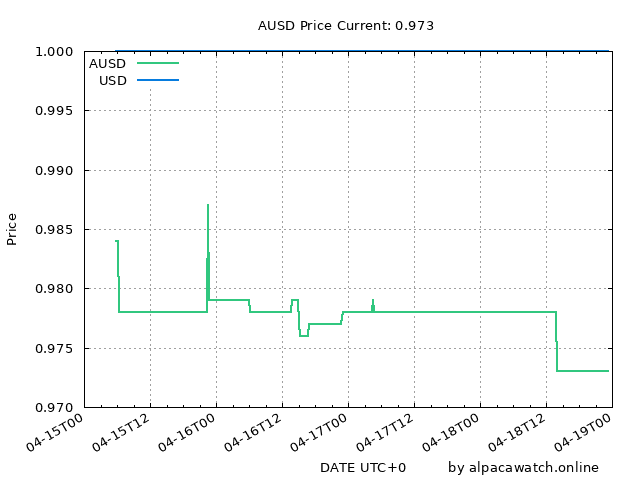 AUSD Price Current: 0.973
1.000
AUSD
USD
0.995
0.990
0.985
Price
0.980
0.975
0.970
04-15T00
04-15T12
04-16T00
04-16T12
04-17T00
04-17T12
04-18T00
04-18T12
04-19T00
DATE UTC+0
by alpacawatch.online